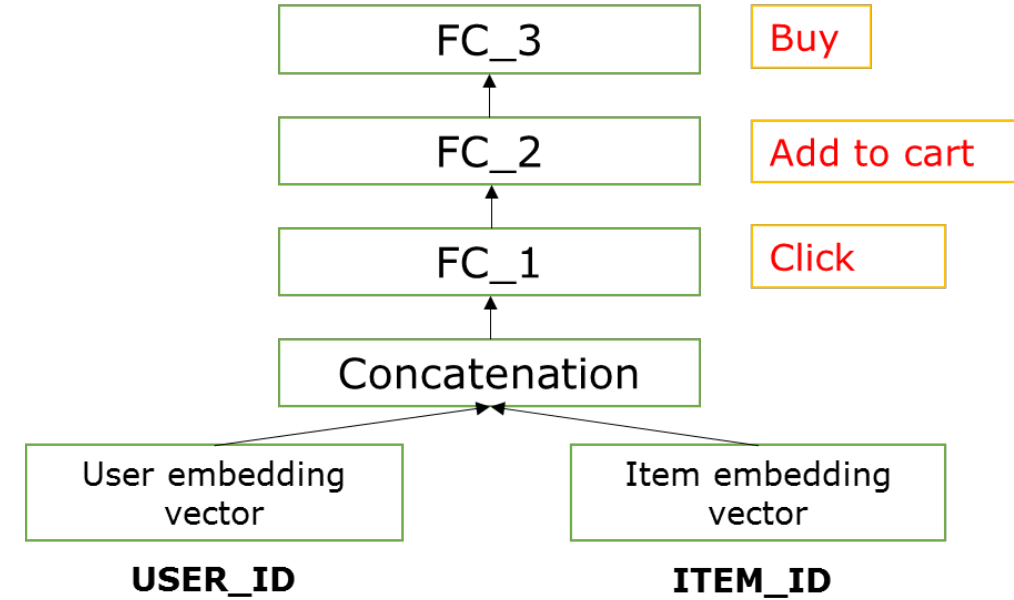 FC_3
Buy
FC_2
Add to cart
FC_1
Click
Concatenation
User embedding
vector
Item embedding
vector
USER_ID
ITEM_ID